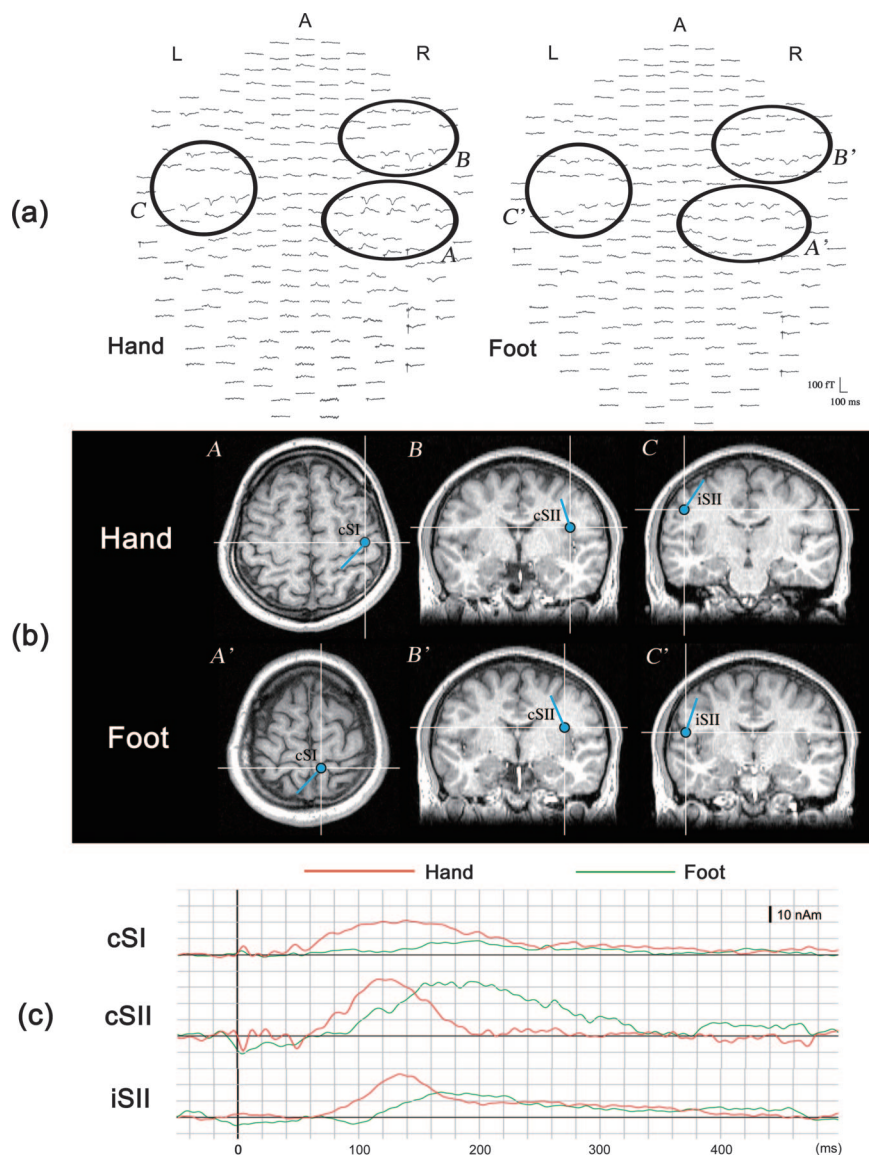 A
A
L
R
L
R
B
B’
C
C’
(a)
A
A’
Hand
Foot
100 fT
100 ms
A
B
C
cSI
cSII
iSII
Hand
(b)
A’
B’
C’
cSI
cSII
iSII
Foot
Hand
Foot
cSI
10 nAm
(c)
cSII
iSII
0 100 200 300 400 (ms)